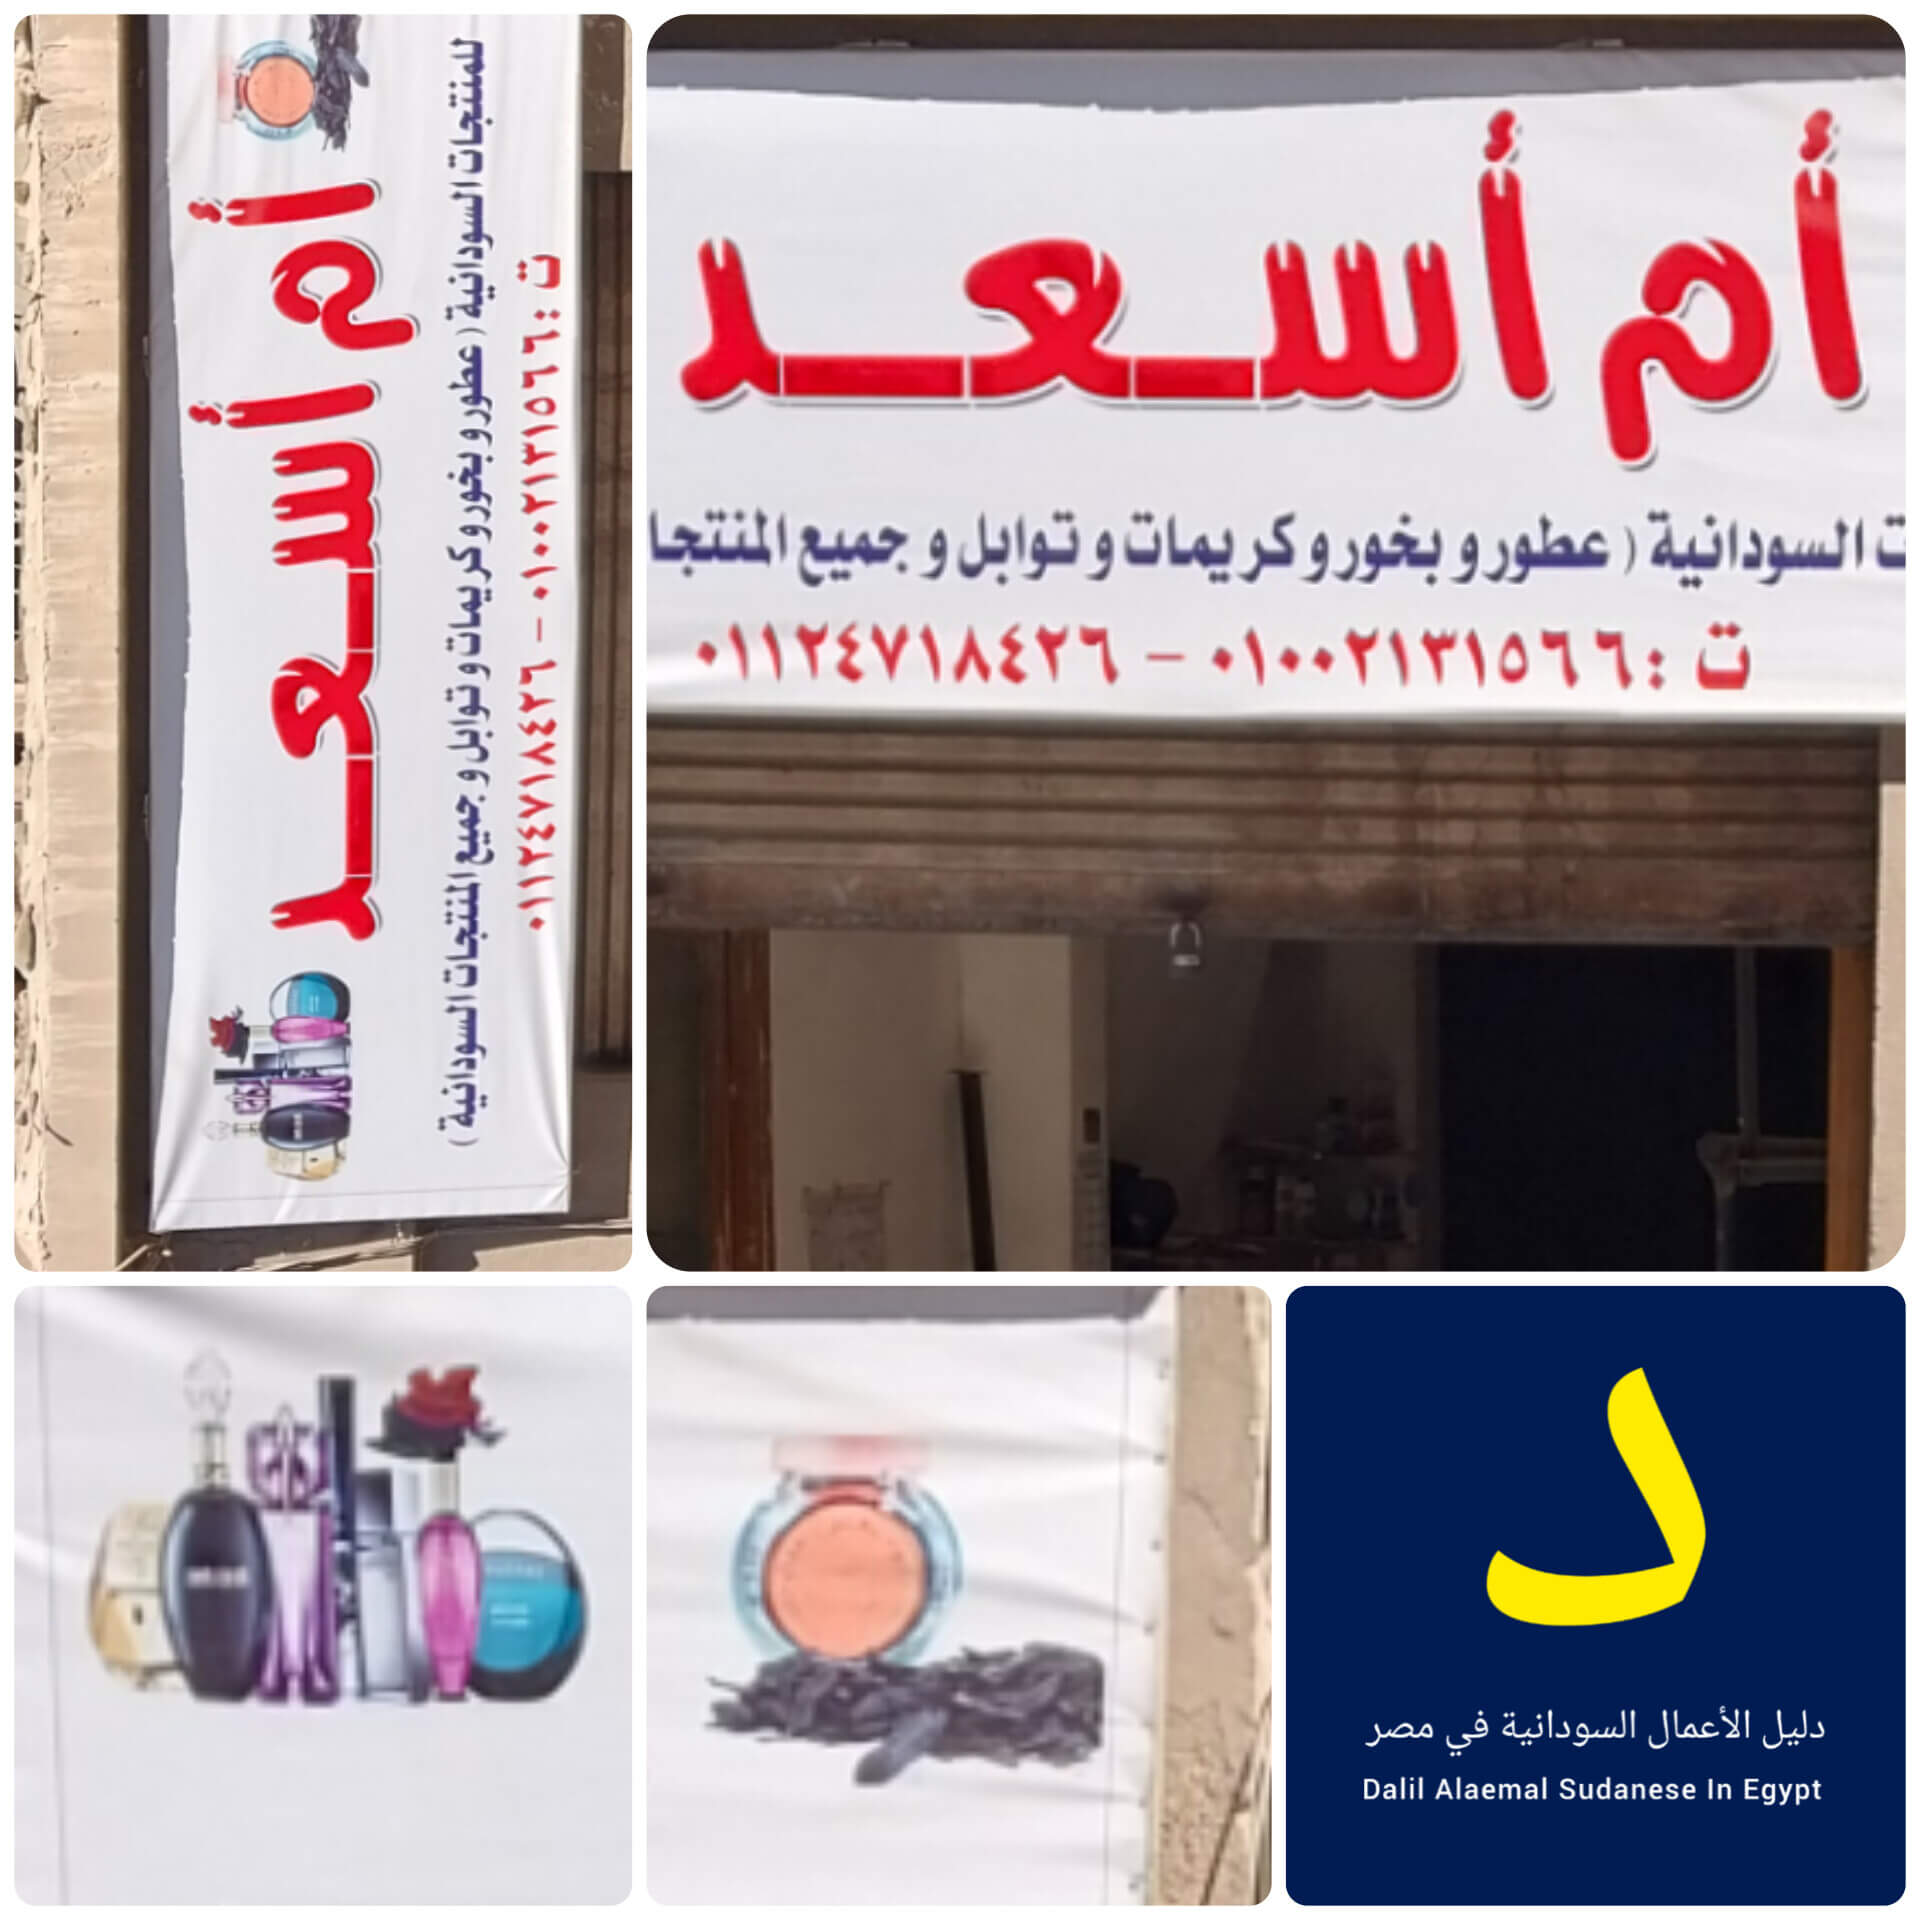 أم أسعد
للمنتجات السودانية ( عطور و بخور و كريمات و توابل و جميع المنتجات السودانية )
ت : ٠١٠٠٢١٣١٥٦٦ - ٠١١٢٤٧١٨٤٢٦
أم أسعد
ت السودانية ( عطور و بخور و كريمات و توابل و جميع المنتجا
ت : ٠١٠٠٢١٣١٥٦٦ - ٠١١٢٤٧١٨٤٢٦
د
دليل الأعمال السودانية في مصر
Dalil Alaemal Sudanese In Egypt